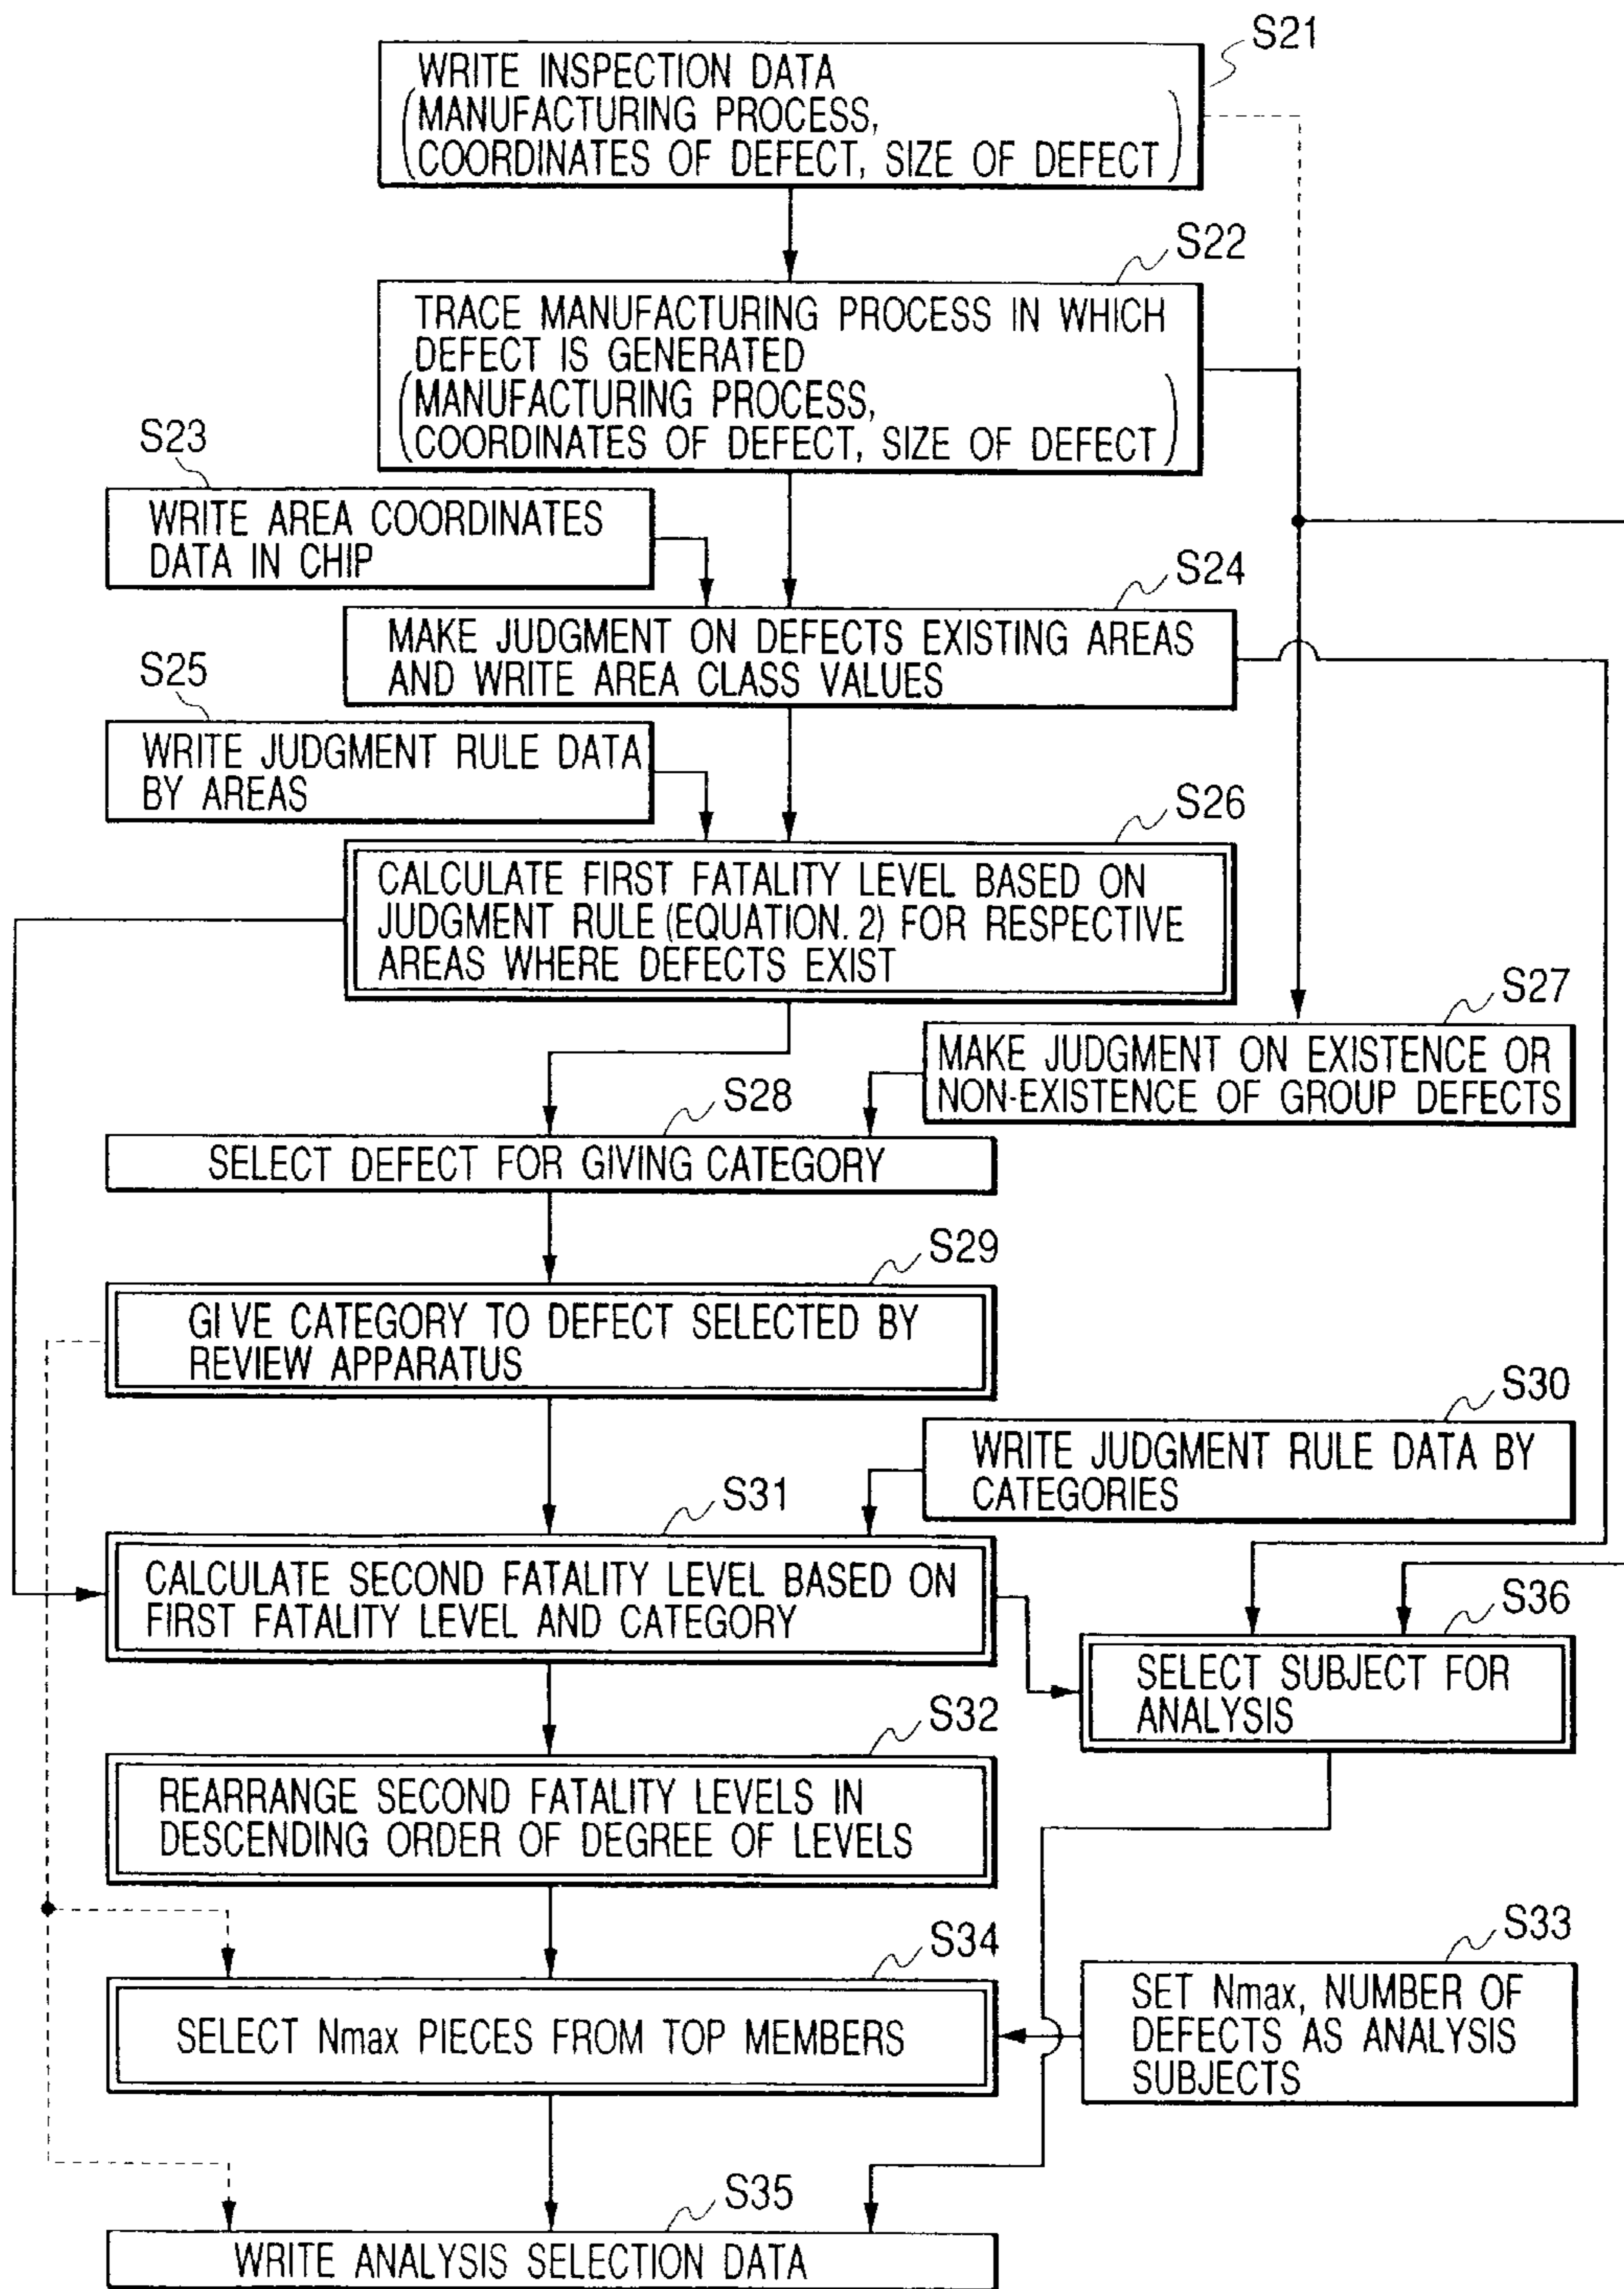 S21
WRITE INSPECTION DATA
(MANUFACTURING PROCESS,
COORDINATES OF DEFECT, SIZE OF DEFECT)
S22
TRACE MANUFACTURING PROCESS IN WHICH
DEFECT IS GENERATED
(MANUFACTURING PROCESS,
COORDINATES OF DEFECT, SIZE OF DEFECT)
S23
WRITE AREA COORDINATES
DATA IN CHIP
S24
MAKE JUDGMENT ON DEFECTS EXISTING AREAS
AND WRITE AREA CLASS VALUES
S25
WRITE JUDGMENT RULE DATA
BY AREAS
S26
CALCULATE FIRST FATALITY LEVEL BASED ON
JUDGMENT RULE (EQUATION. 2) FOR RESPECTIVE
AREAS WHERE DEFECTS EXIST
S27
MAKE JUDGMENT ON EXISTENCE OR
NON-EXISTENCE OF GROUP DEFECTS
S28
SELECT DEFECT FOR GIVING CATEGORY
S29
GIVE CATEGORY TO DEFECT SELECTED BY
REVIEW APPARATUS
S30
WRITE JUDGMENT RULE DATA BY
CATEGORIES
S31
CALCULATE SECOND FATALITY LEVEL BASED ON
FIRST FATALITY LEVEL AND CATEGORY
S36
SELECT SUBJECT FOR
ANALYSIS
S32
REARRANGE SECOND FATALITY LEVELS IN
DESCENDING ORDER OF DEGREE OF LEVELS
S33
SET Nmax, NUMBER OF
DEFECTS AS ANALYSIS
SUBJECTS
S34
SELECT Nmax PIECES FROM TOP MEMBERS
S35
WRITE ANALYSIS SELECTION DATA